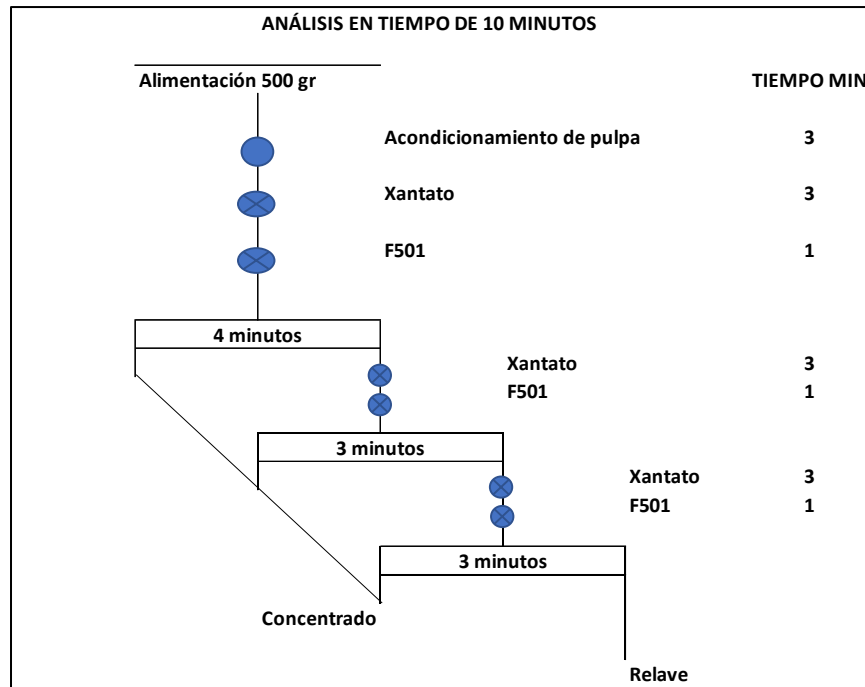 ANÁLISIS EN TIEMPO DE 10 MINUTOS
Alimentación 500 gr TIEMPO MIN
Acondicionamiento de pulpa 3
Xantato 3
F501 1
4 minutos
Xantato 3
F501 1
3 minutos
Xantato 3
F501 1
3 minutos
Concentrado
Relave